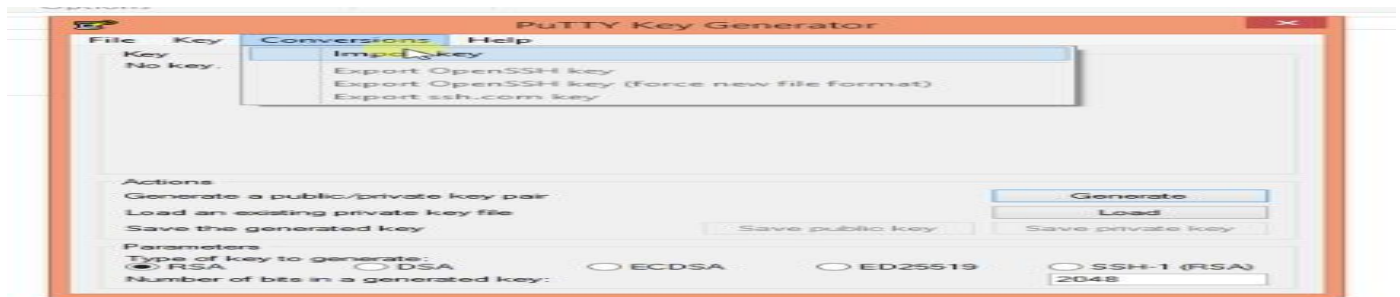 PuTTY Key Generator
File Key Conversions Help
Key
Import key
No key.
Export OpenSSH key
Export OpenSSH key (force new file format)
Export ssh.com key
Actions
Generate a public/private key pair
Generate
Load an existing private key file
Load
Save the generated key
Save public key
Save private key
Parameters
Type of key to generate:
RSA DSA ECDSA ED25519 SSH-1 (RSA)
Number of bits in a generated key:
2048